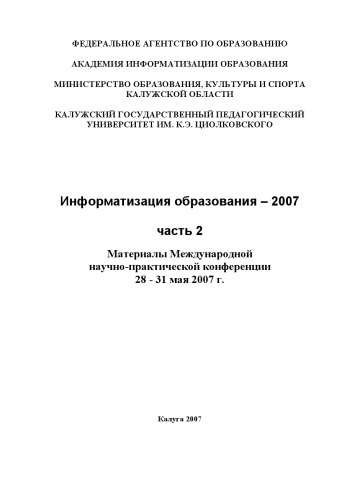 ФЕДЕРАЛЬНОЕ АГЕНТСТВО ПО ОБРАЗОВАНИЮ
АКАДЕМИЯ ИНФОРМАТИЗАЦИИ ОБРАЗОВАНИЯ
МИНИСТЕРСТВО ОБРАЗОВАНИЯ, КУЛЬТУРЫ И СПОРТА
КАЛУЖСКОЙ ОБЛАСТИ
КАЛУЖСКИЙ ГОСУДАРСТВЕННЫЙ ПЕДАГОГИЧЕСКИЙ
УНИВЕРСИТЕТ ИМ. К.Э. ЦИОЛКОВСКОГО
Информатизация образования – 2007
часть 2
Материалы Международной
научно-практической конференции
28 - 31 мая 2007 г.
Калуга 2007